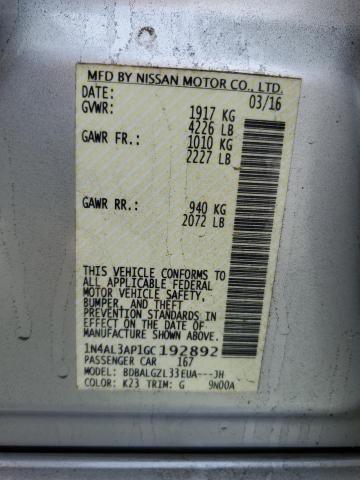 MFD BY NISSAN MOTOR CO., LTD.
DATE: 03/16
GVWR: 1917 KG
4226 LB
GAWR FR.: 1010 KG
2227 LB
GAWR RR.: 940 KG
2072 LB
THIS VEHICLE CONFORMS TO
ALL APPLICABLE FEDERAL
MOTOR VEHICLE SAFETY,
BUMPER, AND THEFT
PREVENTION STANDARDS IN
EFFECT ON THE DATE OF
MANUFACTURE SHOWN ABOVE.
1N4AL3AP1GC192892
PASSENGER CAR 167
MODEL: BDBALGZL33EUA---JH
COLOR: K23 TRIM: G 9N00A